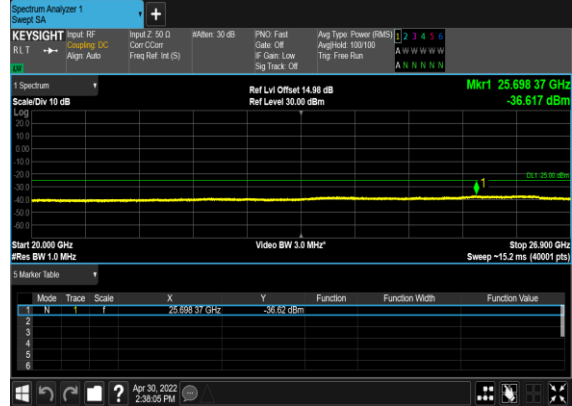 Spectrum Analyzer 1
Swept SA
+
KEYSIGHT Input: RF Input Z: 50 Ω #Atten: 30 dB PNO: Fast Avg Type: Power (RMS) 1 2 3 4 5 6
RLT Coupling: DC Corr CCorr Gate: Off Avg|Hold: 100/100 A W W W W W
Align: Auto Freq Ref: Int (S) IF Gain: Low Trig: Free Run
Sig Track: Off A N N N N N
1 Spectrum
Scale/Div 10 dB
Ref Lvl Offset 14.98 dB
Ref Level 30.00 dBm
Mkr1 25.698 37 GHz
-36.617 dBm
Log
20.0
10.0
0.00
-10.0
-20.0
DL1 -25.00 dBm
-30.0
1
-40.0
-50.0
-60.0
Start 20.000 GHz Video BW 3.0 MHz* Stop 26.900 GHz
#Res BW 1.0 MHz Sweep ~15.2 ms (40001 pts)
5 Marker Table
Mode Trace Scale X Y Function Function Width Function Value
1 N 1 f 25.698 37 GHz -36.62 dBm
2
3
4
5
6
? Apr 30, 2022
2:38:05 PM